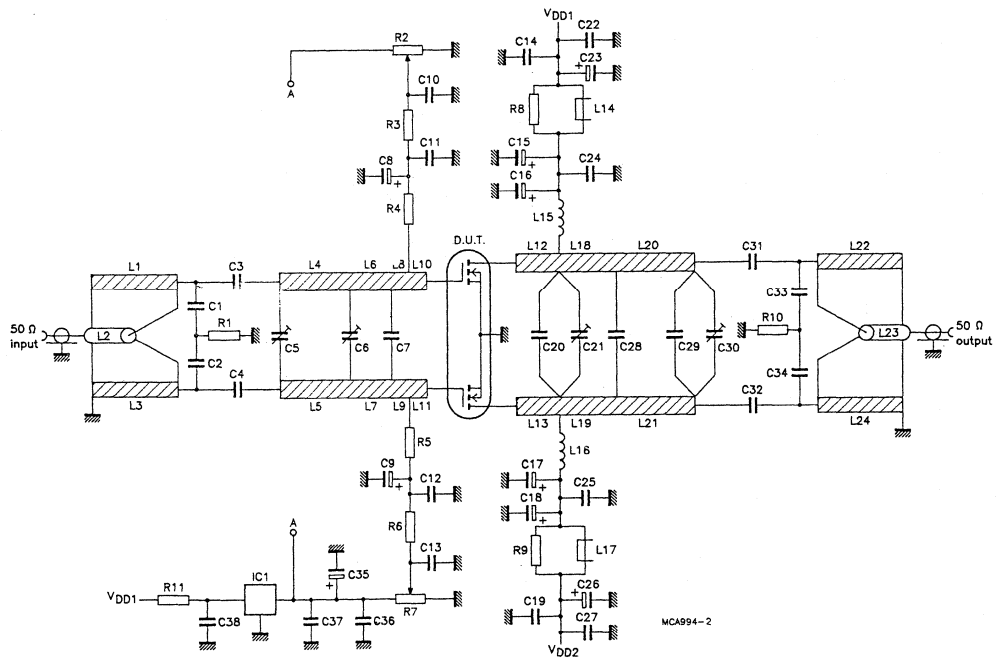 VDD1
R2
C14
C22
C23
A
C10
R8
L14
R3
C11
C15
C8
C24
C16
R4
L15
D.U.T.
L1
C3
L4
L6
L8
L10
L12
L18
L20
C31
L22
C1
C33
50 Ω
input
L2
R1
C5
C6
C7
C20
C21
C28
C29
C30
R10
L23
50 Ω
output
C2
C34
C4
C32
L3
L5
L7
L9
L11
L13
L19
L21
L24
R5
L16
C9
C17
C12
C25
C18
A
R6
R9
L17
C13
C35
IC1
VDD1
R11
C26
R7
C19
C38
C37
C36
C27
VDD2
MCA994-2